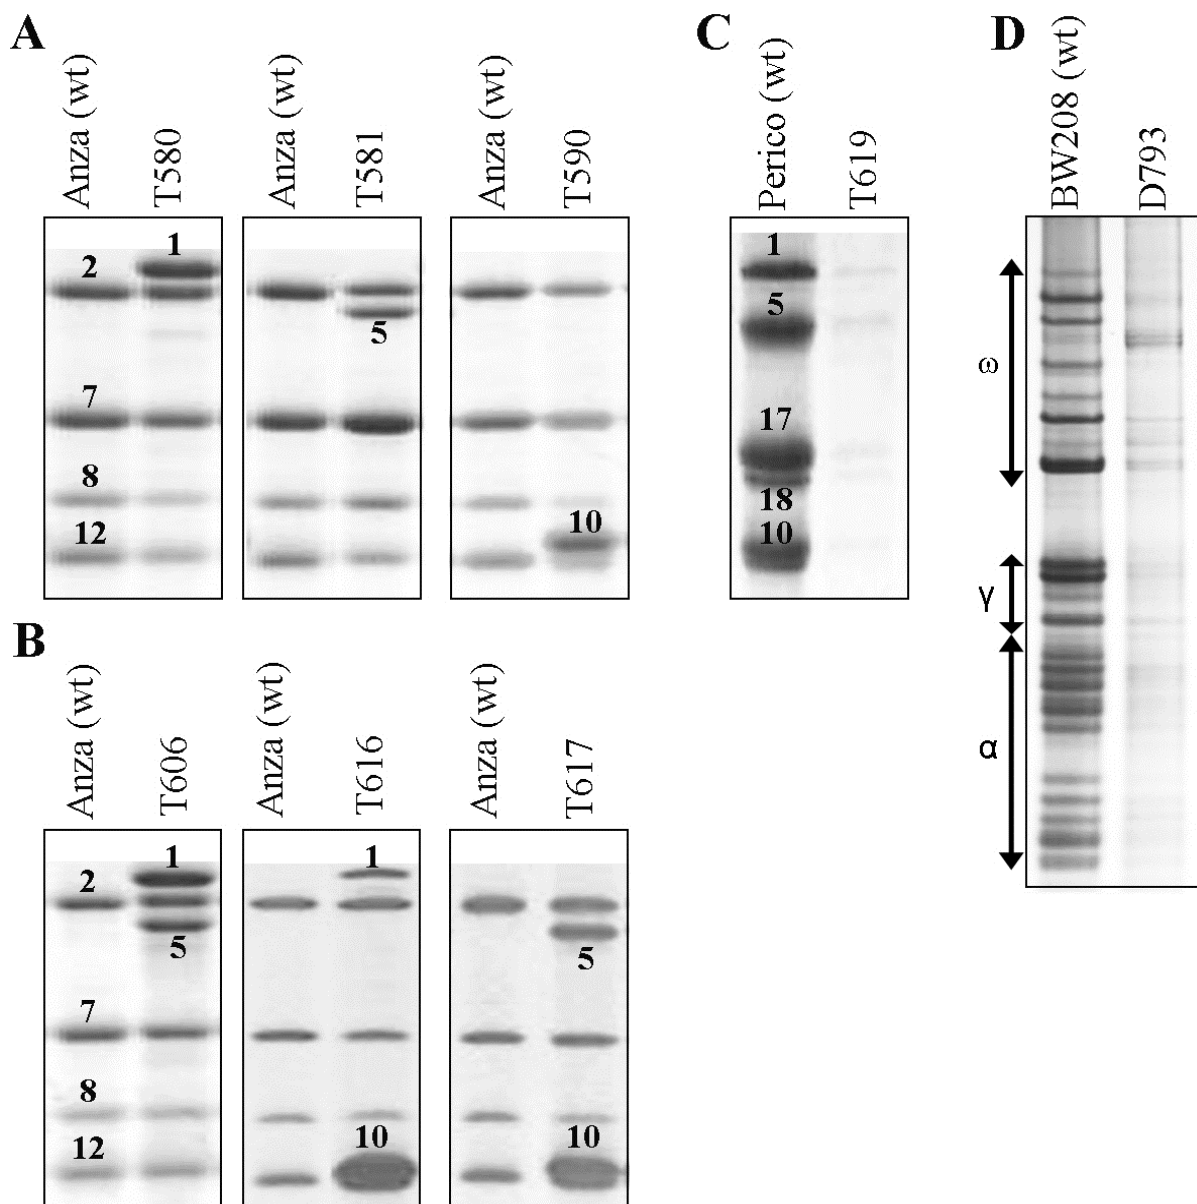 A
Anza (wt)
T580
Anza (wt)
T581
Anza (wt)
T590
1
2
5
7
8
12
10
C
Perico (wt)
T619
1
5
17
18
10
D
BW208 (wt)
D793
ω
γ
α
B
Anza (wt)
T606
Anza (wt)
T616
Anza (wt)
T617
1
2
5
7
8
12
1
10
5
10